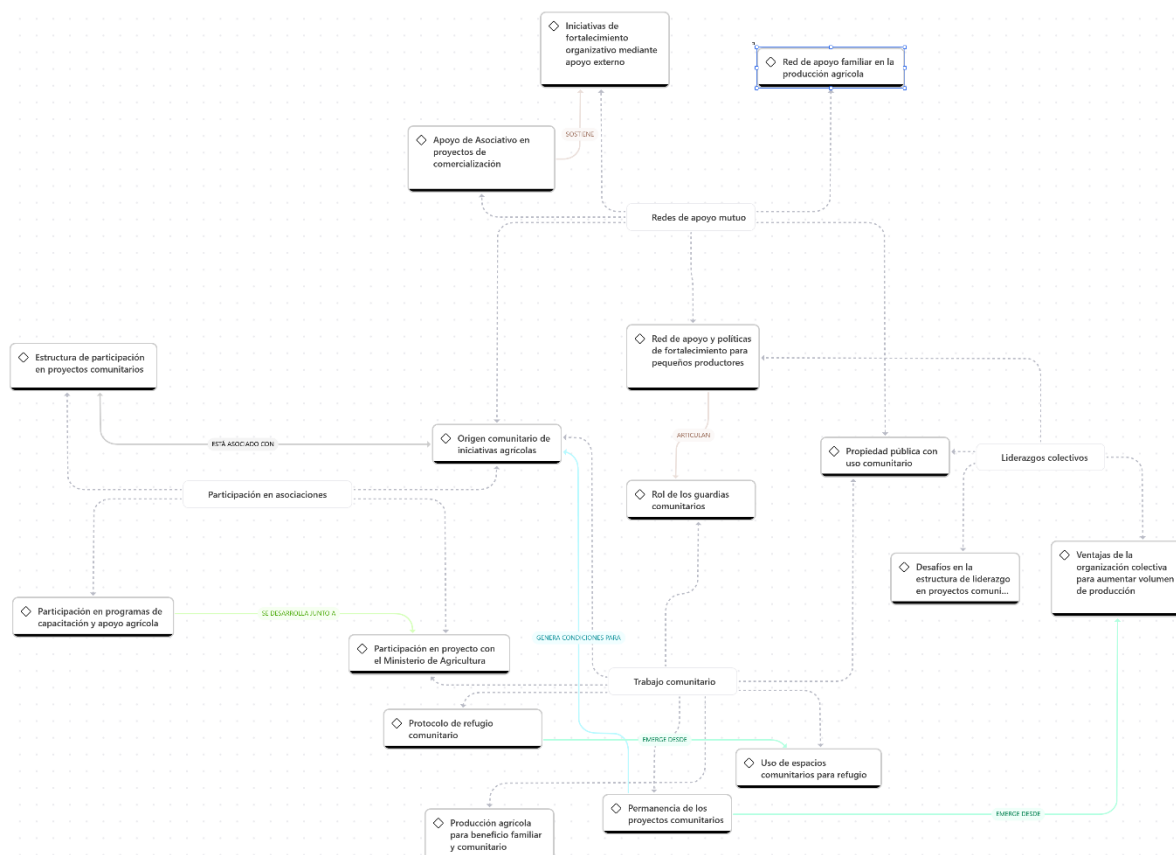 Iniciativas de
fortalecimiento
organizativo mediante
apoyo externo
Red de apoyo familiar en la
producción agrícola
SOSTIENE
Apoyo de Asociativo en
proyectos de
comercialización
Redes de apoyo mutuo
Red de apoyo y políticas
de fortalecimiento para
pequeños productores
Estructura de participación
en proyectos comunitarios
ESTÁ ASOCIADO CON
Origen comunitario de
iniciativas agrícolas
ARTICULAN
Propiedad pública con
uso comunitario
Liderazgos colectivos
Participación en asociaciones
Rol de los guardias
comunitarios
Desafíos en la
estructura de liderazgo
en proyectos comuni...
Ventajas de la
organización colectiva
para aumentar volumen
de producción
Participación en programas de
capacitación y apoyo agrícola
SE DESARROLLA JUNTO A
Participación en proyecto con
el Ministerio de Agricultura
GENERA CONDICIONES PARA
Trabajo comunitario
Protocolo de refugio
comunitario
EMERGE DESDE
Uso de espacios
comunitarios para refugio
Permanencia de los
proyectos comunitarios
EMERGE DESDE
Producción agrícola
para beneficio familiar
y comunitario